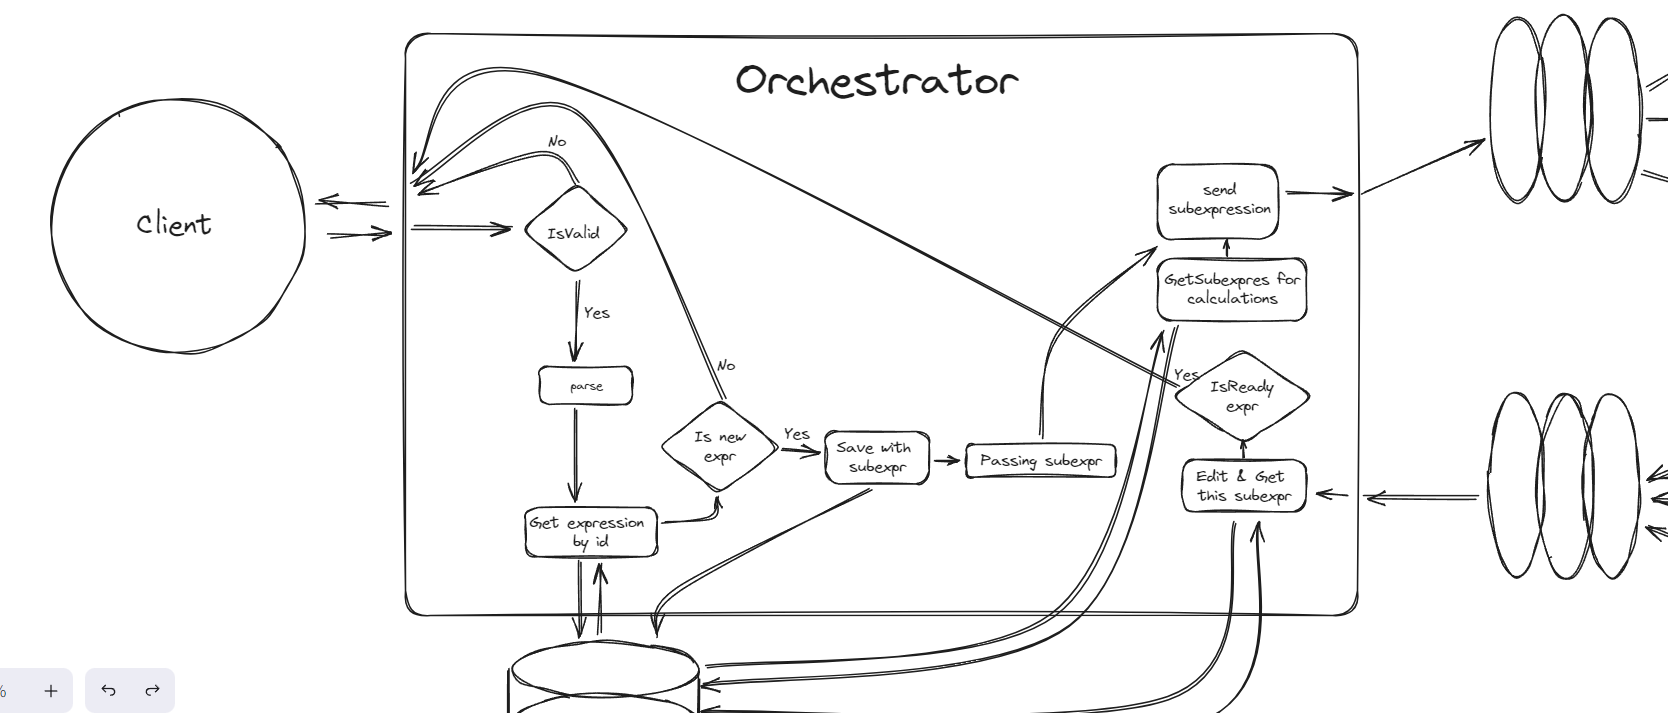 Orchestrator
Client
No
IsValid
Yes
parse
Get expression
by id
No
Is new
expr
Yes
Save with
subexpr
Passing subexpr
send
subexpression
GetSubexpres for
calculations
Yes
IsReady
expr
Edit & Get
this subexpr
%